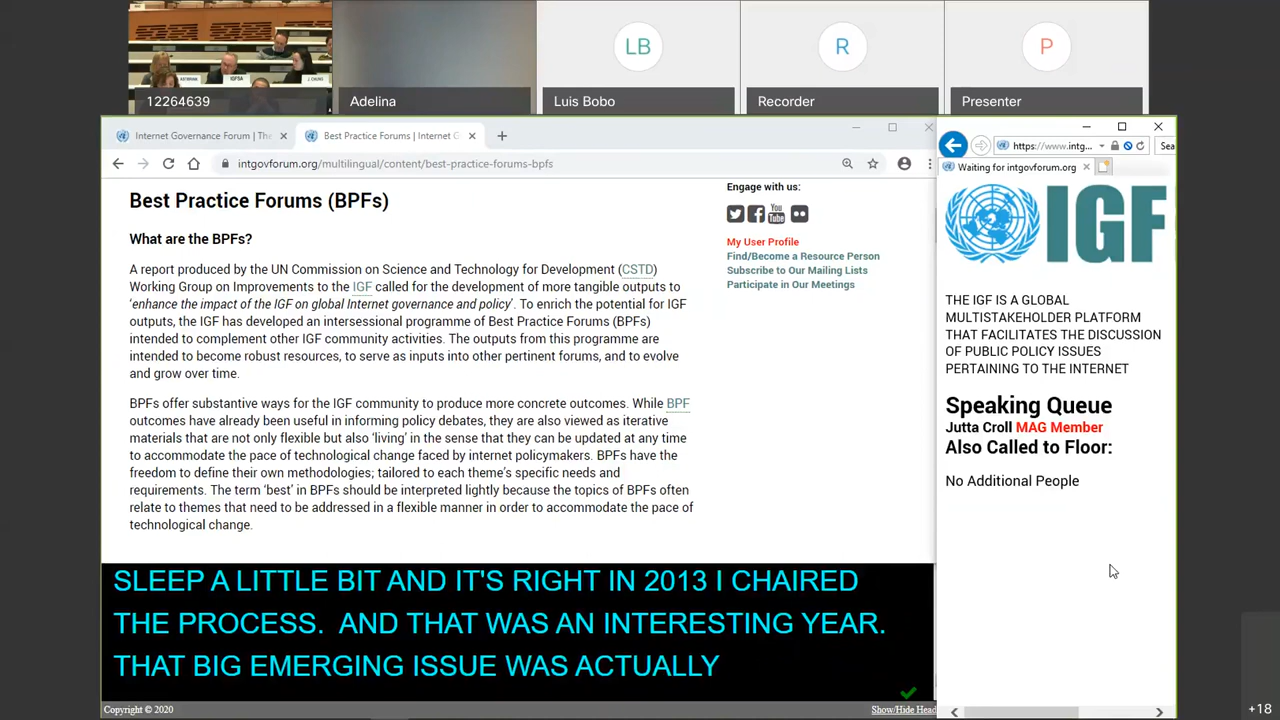 LB
R
P
12264639
Adelina
Luis Bobo
Recorder
Presenter
IGFSA
J. CHUNG
Internet Governance Forum | The
Best Practice Forums | Internet G
intgovforum.org/multilingual/content/best-practice-forums-bpfs
Best Practice Forums (BPFs)
What are the BPFs?
A report produced by the UN Commission on Science and Technology for Development (CSTD)
Working Group on Improvements to the IGF called for the development of more tangible outputs to
‘enhance the impact of the IGF on global Internet governance and policy’. To enrich the potential for IGF
outputs, the IGF has developed an intersessional programme of Best Practice Forums (BPFs)
intended to complement other IGF community activities. The outputs from this programme are
intended to become robust resources, to serve as inputs into other pertinent forums, and to evolve
and grow over time.
BPFs offer substantive ways for the IGF community to produce more concrete outcomes. While BPF
outcomes have already been useful in informing policy debates, they are also viewed as iterative
materials that are not only flexible but also ‘living’ in the sense that they can be updated at any time
to accommodate the pace of technological change faced by internet policymakers. BPFs have the
freedom to define their own methodologies; tailored to each theme's specific needs and
requirements. The term ‘best’ in BPFs should be interpreted lightly because the topics of BPFs often
relate to themes that need to be addressed in a flexible manner in order to accommodate the pace of
technological change.
Engage with us:
You
Tube
My User Profile
Find/Become a Resource Person
Subscribe to Our Mailing Lists
Participate in Our Meetings
SLEEP A LITTLE BIT AND IT'S RIGHT IN 2013 I CHAIRED
THE PROCESS. AND THAT WAS AN INTERESTING YEAR.
THAT BIG EMERGING ISSUE WAS ACTUALLY
Copyright © 2020
Show/Hide Head
https://www.intg...
Sea
Waiting for intgovforum.org
IGF
THE IGF IS A GLOBAL
MULTISTAKEHOLDER PLATFORM
THAT FACILITATES THE DISCUSSION
OF PUBLIC POLICY ISSUES
PERTAINING TO THE INTERNET
Speaking Queue
Jutta Croll MAG Member
Also Called to Floor:
No Additional People
+18